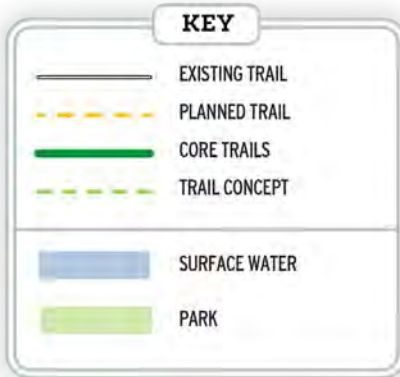 KEY
EXISTING TRAIL
PLANNED TRAIL
CORE TRAILS
TRAIL CONCEPT
SURFACE WATER
PARK